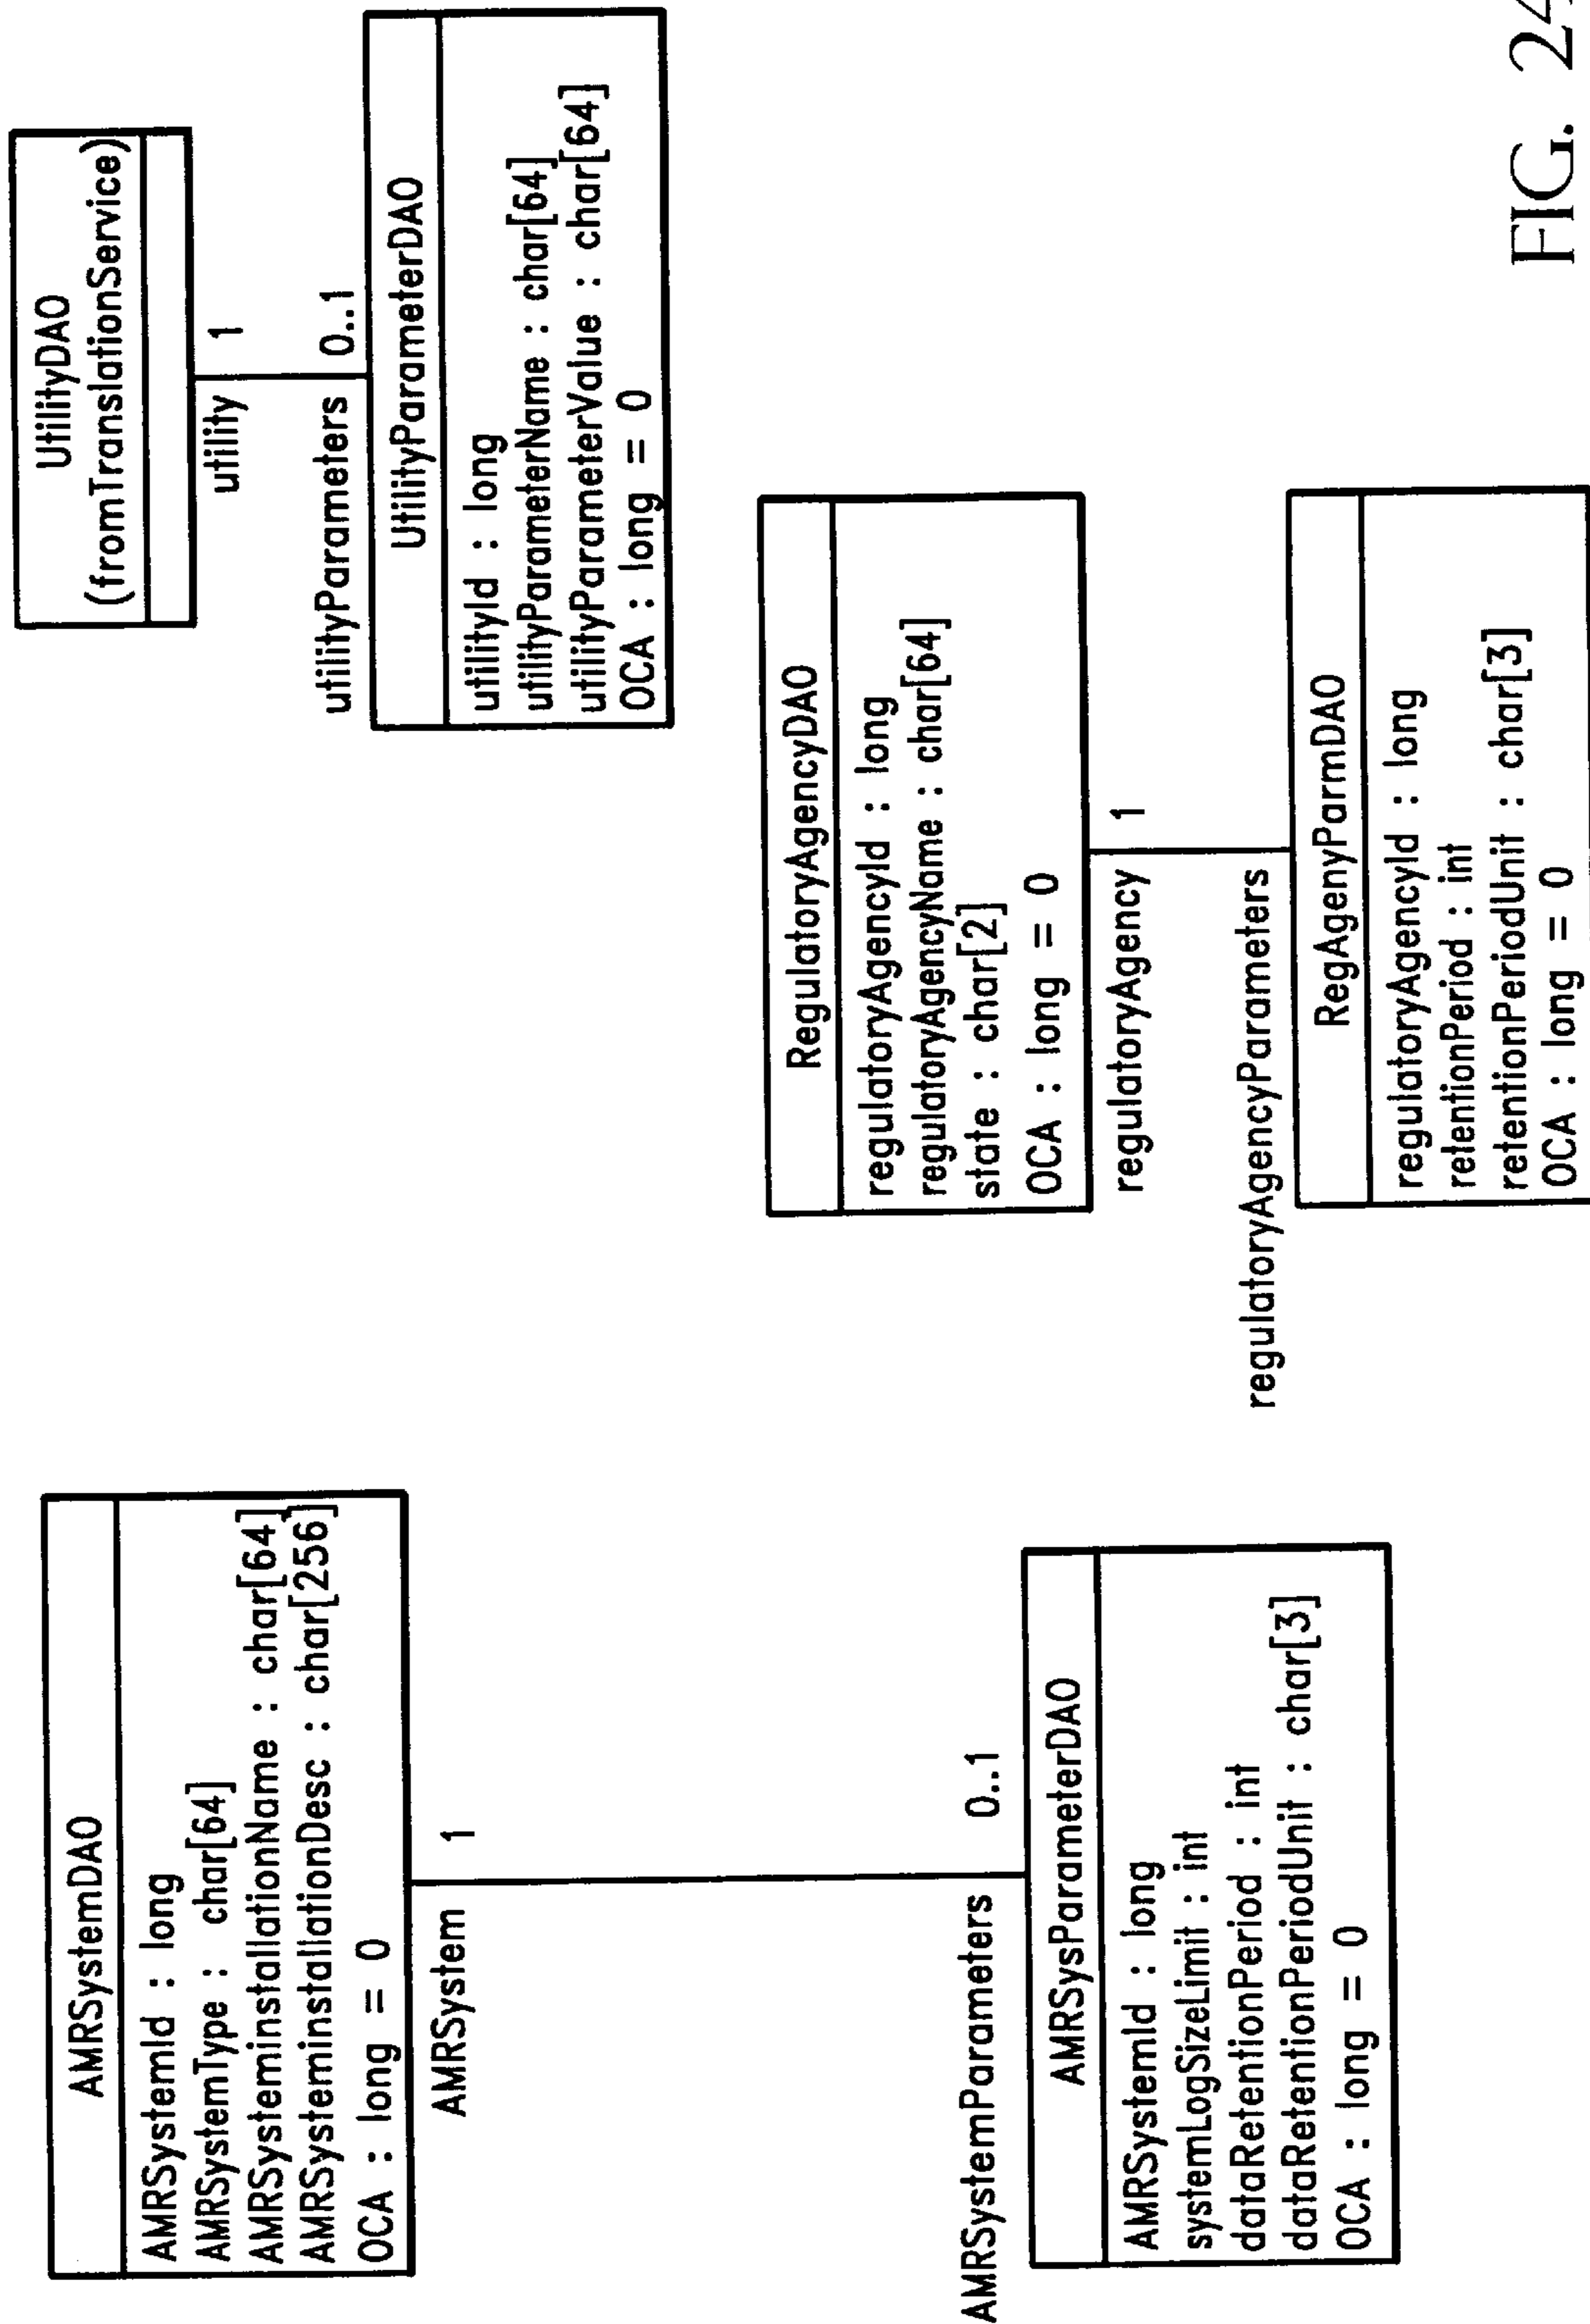 AMRSystemDAO
AMRSystemId : long
AMRSystemType : char[64]
AMRSysteminstallationName : char[64]
AMRSysteminstallationDesc : char[256]
OCA : long = 0
AMRSystem 1
AMRSystemParameters 0..1
AMRSysParameterDAO
AMRSystemId : long
systemLogSizeLimit : int
dataRetentionPeriod : int
dataRetentionPeriodUnit : char[3]
OCA : long = 0
UtilityDAO
(fromTranslationService)
utility 1
utilityParameters 0..1
UtilityParameterDAO
utilityId : long
utilityParameterName : char[64]
utilityParameterValue : char[64]
OCA : long = 0
RegulatoryAgencyDAO
regulatoryAgencyId : long
regulatoryAgencyName : char[64]
state : char[2]
OCA : long = 0
regulatoryAgency 1
regulatoryAgencyParameters
RegAgenyParmDAO
regulatoryAgencyId : long
retentionPeriod : int
retentionPeriodUnit : char[3]
OCA : long = 0
FIG.